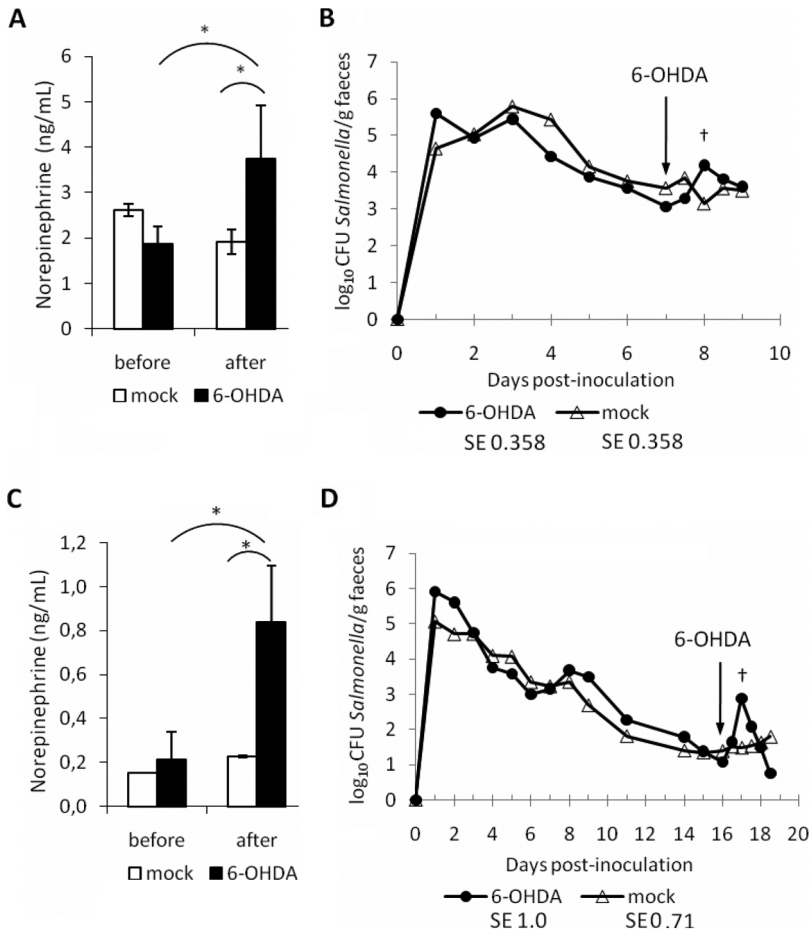 A
*
*
6
5
4
3
2
1
0
Norepinephrine (ng/mL)
before after
mock 6-OHDA
B
7
6
5
4
3
2
1
0
log10 CFU Salmonella/g faeces
6-OHDA
†
0 2 4 6 8 10
Days post-inoculation
6-OHDA mock
SE 0.358 SE 0.358
C
*
*
1,2
1,0
0,8
0,6
0,4
0,2
0,0
Norepinephrine (ng/mL)
before after
mock 6-OHDA
D
7
6
5
4
3
2
1
0
log10 CFU Salmonella/g faeces
6-OHDA
†
0 2 4 6 8 10 12 14 16 18 20
Days post-inoculation
6-OHDA mock
SE 1.0 SE 0.71